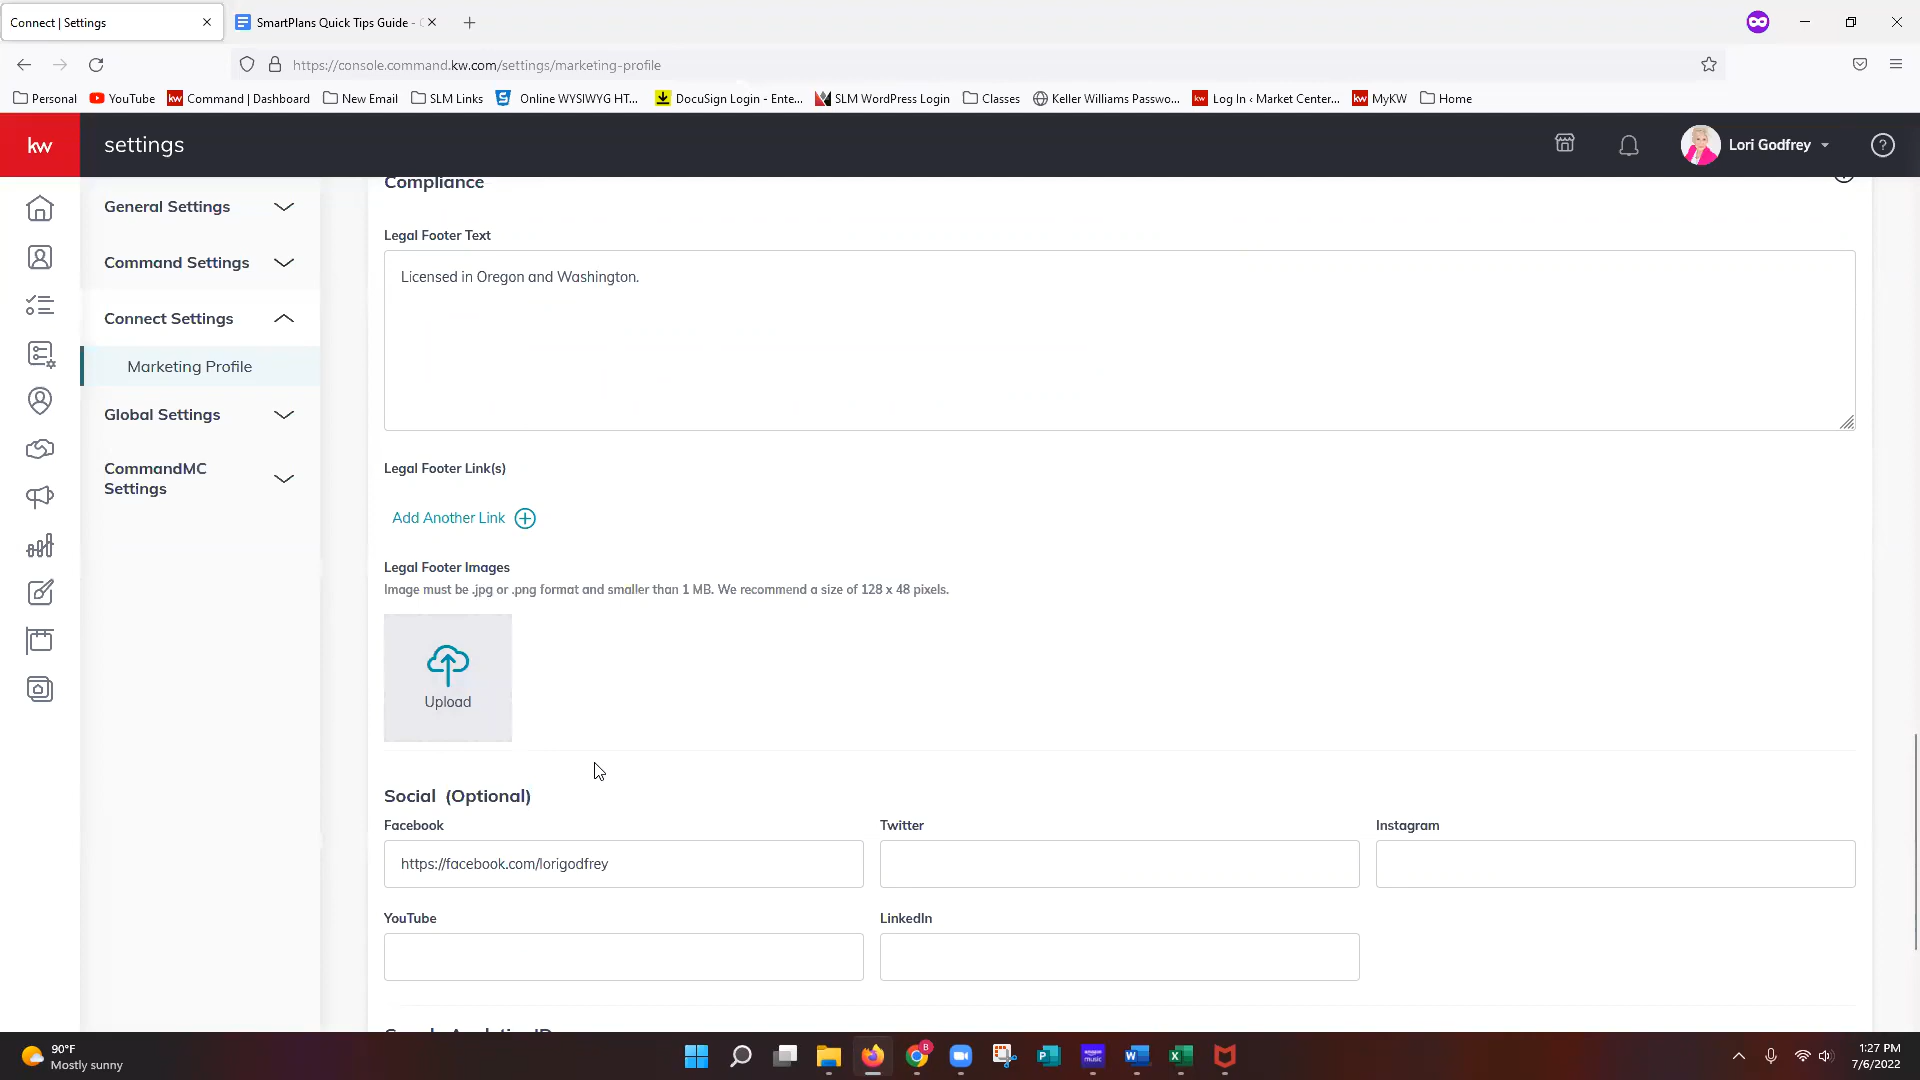 Connect | Settings
SmartPlans Quick Tips Guide -
https://console.command.kw.com/settings/marketing-profile
Personal
YouTube
Command | Dashboard
New Email
SLM Links
Online WYSIWYG HT...
DocuSign Login - Ente...
SLM WordPress Login
Classes
Keller Williams Passwo...
Log In ‹ Market Center...
MyKW
Home
kw
settings
Lori Godfrey
Compliance
General Settings
Command Settings
Connect Settings
Marketing Profile
Global Settings
CommandMC
Settings
Legal Footer Text
Licensed in Oregon and Washington.
Legal Footer Link(s)
Add Another Link
Legal Footer Images
Image must be .jpg or .png format and smaller than 1 MB. We recommend a size of 128 x 48 pixels.
Upload
Social (Optional)
Facebook
Twitter
Instagram
https://facebook.com/lorigodfrey
YouTube
LinkedIn
90°F
Mostly sunny
1:27 PM
7/6/2022